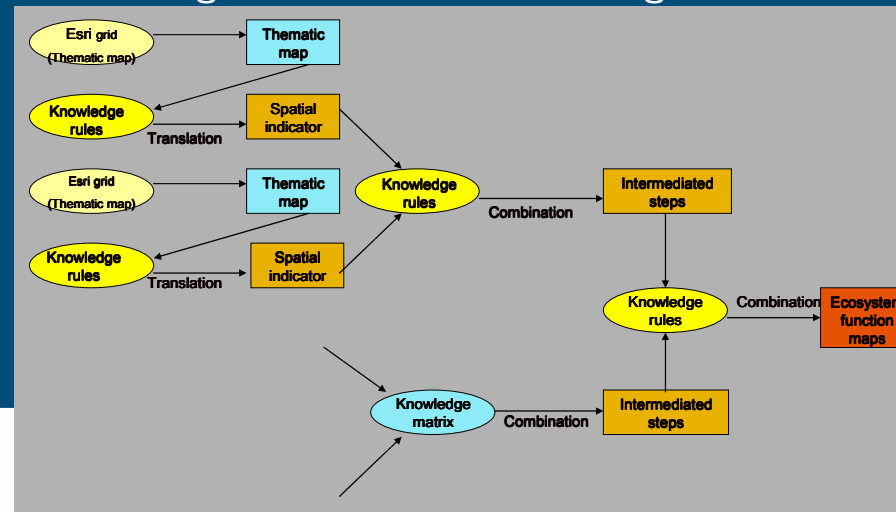 Esri grid
(Thematic map)
Thematic
map
Knowledge
rules
Translation
Spatial
indicator
Esri grid
(Thematic map)
Thematic
map
Knowledge
rules
Combination
Intermediated
steps
Knowledge
rules
Translation
Spatial
indicator
Knowledge
rules
Combination
Ecosystem
function
maps
Knowledge
matrix
Combination
Intermediated
steps